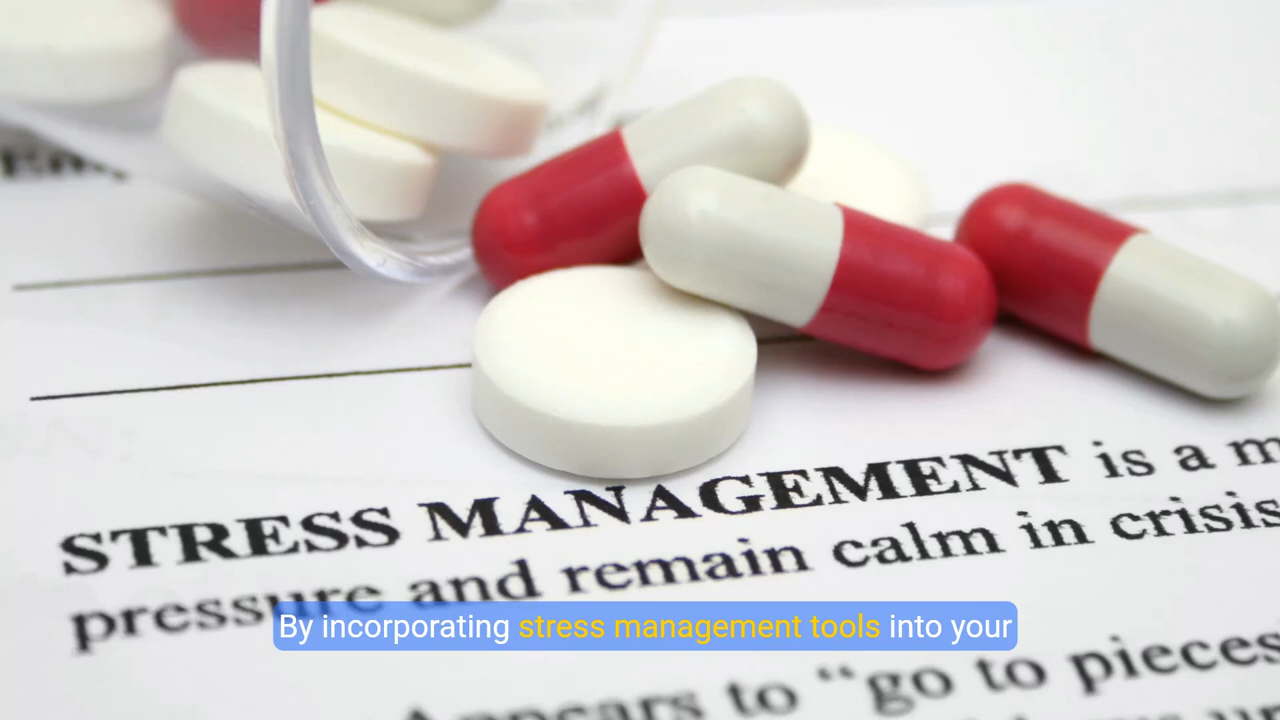 STRESS MANAGEMENT is a m
pressure and remain calm in crisis
By incorporating stress management tools into your
Appears to “go to pieces